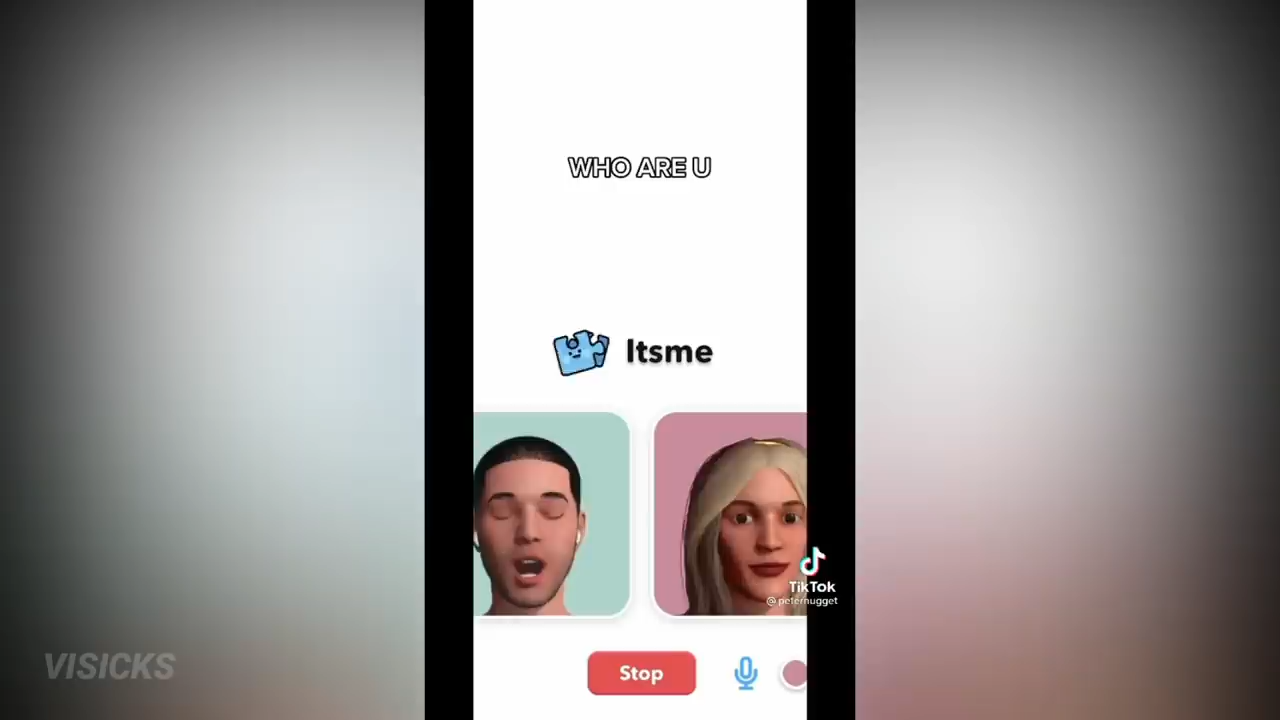 WHO ARE U
Itsme
TikTok
@peternugget
Stop
VISICKS